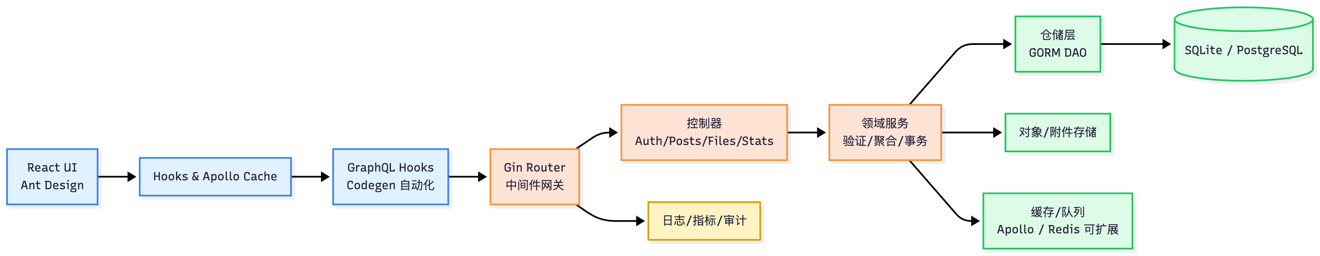 React UI
Ant Design
Hooks & Apollo Cache
GraphQL Hooks
Codegen 自动化
Gin Router
中间件网关
控制器
Auth/Posts/Files/Stats
日志/指标/审计
领域服务
验证/聚合/事务
仓储层
GORM DAO
SQLite / PostgreSQL
对象/附件存储
缓存/队列
Apollo / Redis 可扩展